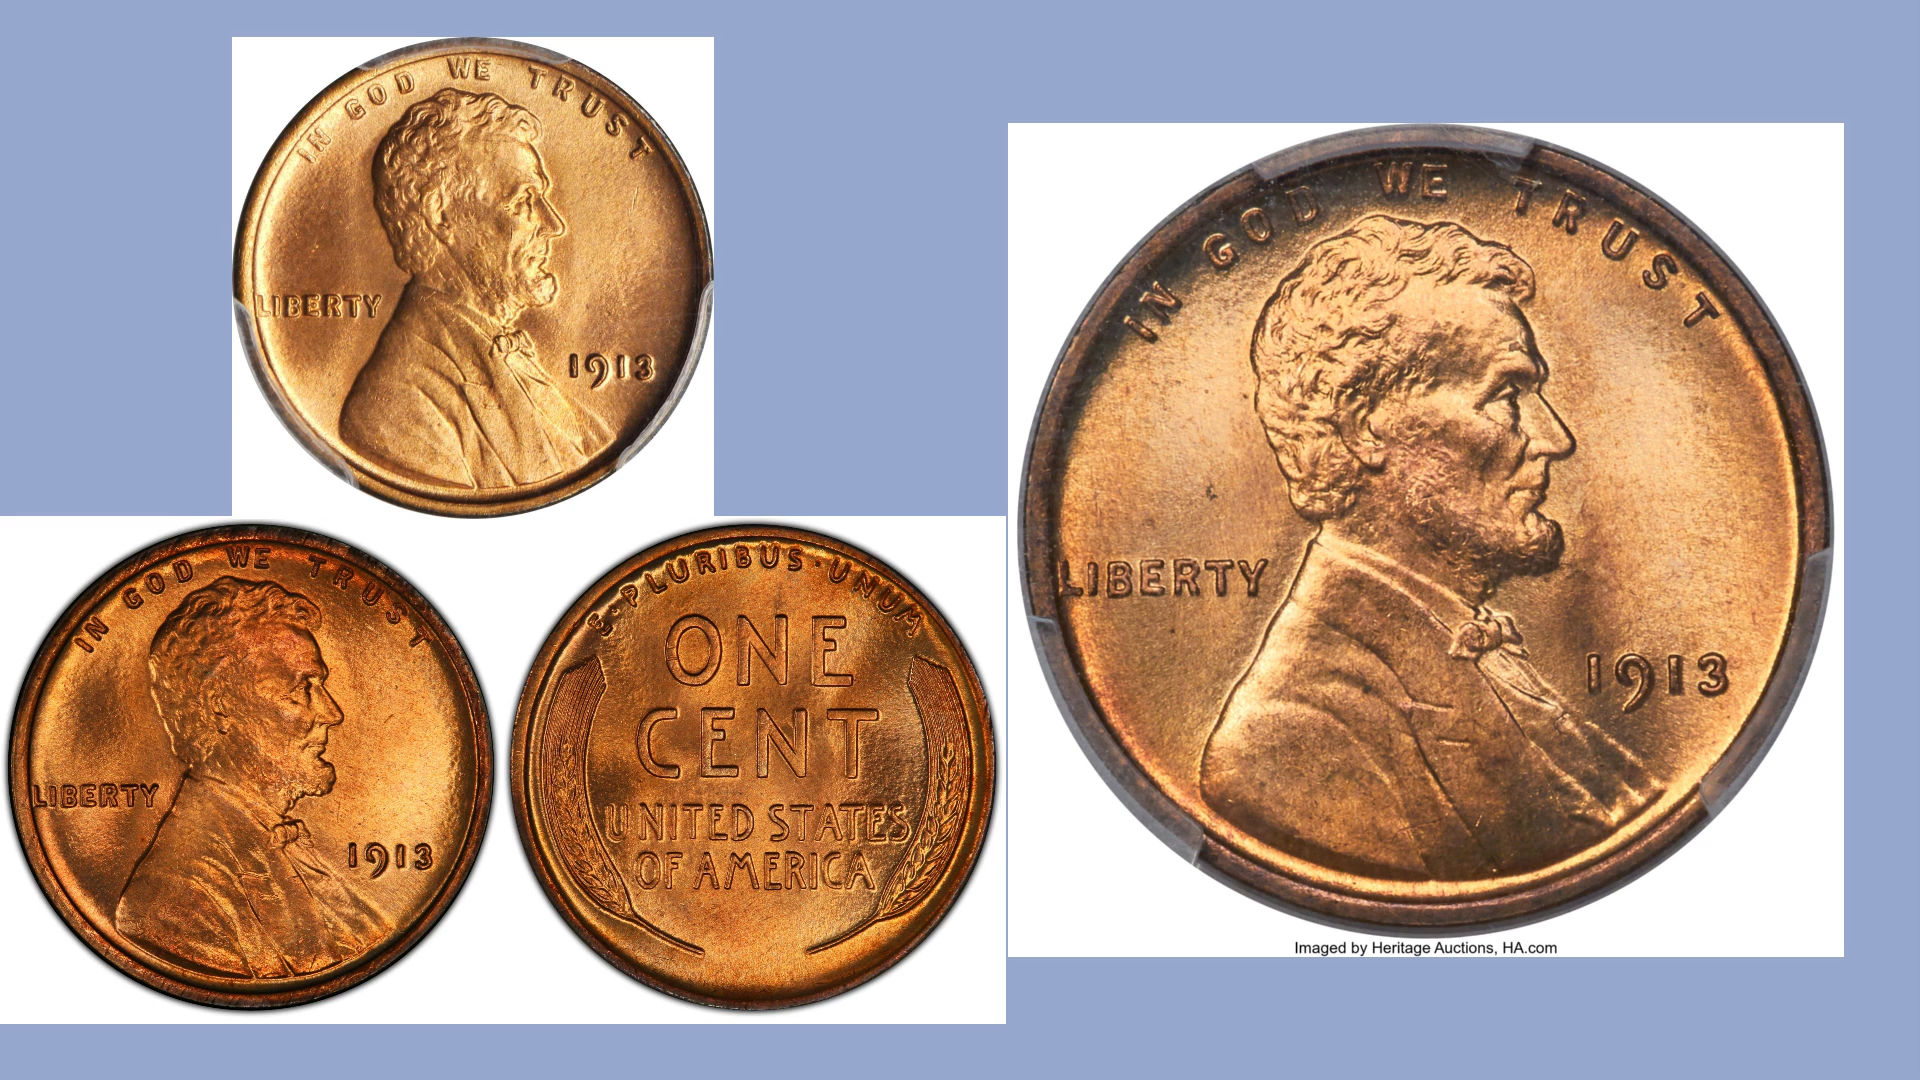 IN GOD WE TRUST
LIBERTY
1913
IN GOD WE TRUST
LIBERTY
1913
E·PLURIBUS·UNUM
ONE
CENT
UNITED STATES
OF AMERICA
IN GOD WE TRUST
LIBERTY
1913
Imaged by Heritage Auctions, HA.com